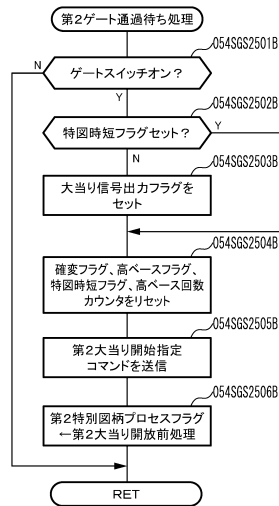 第２ゲート通過待ち処理
054SGS2501B
ゲートスイッチオン？
N
Y
054SGS2502B
特図時短フラグセット？
Y
N
054SGS2503B
大当り信号出力フラグを
セット
054SGS2504B
確変フラグ、高ベースフラグ、
特図時短フラグ、高ベース回数
カウンタをリセット
054SGS2505B
第２大当り開始指定
コマンドを送信
054SGS2506B
第２特別図柄プロセスフラグ
←第２大当り開放前処理
RET